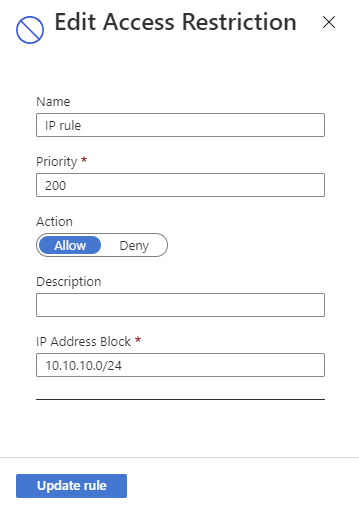 Edit Access Restriction
Name
IP rule
Priority *
200
Action
Allow Deny
Description
IP Address Block *
10.10.10.0/24
Update rule